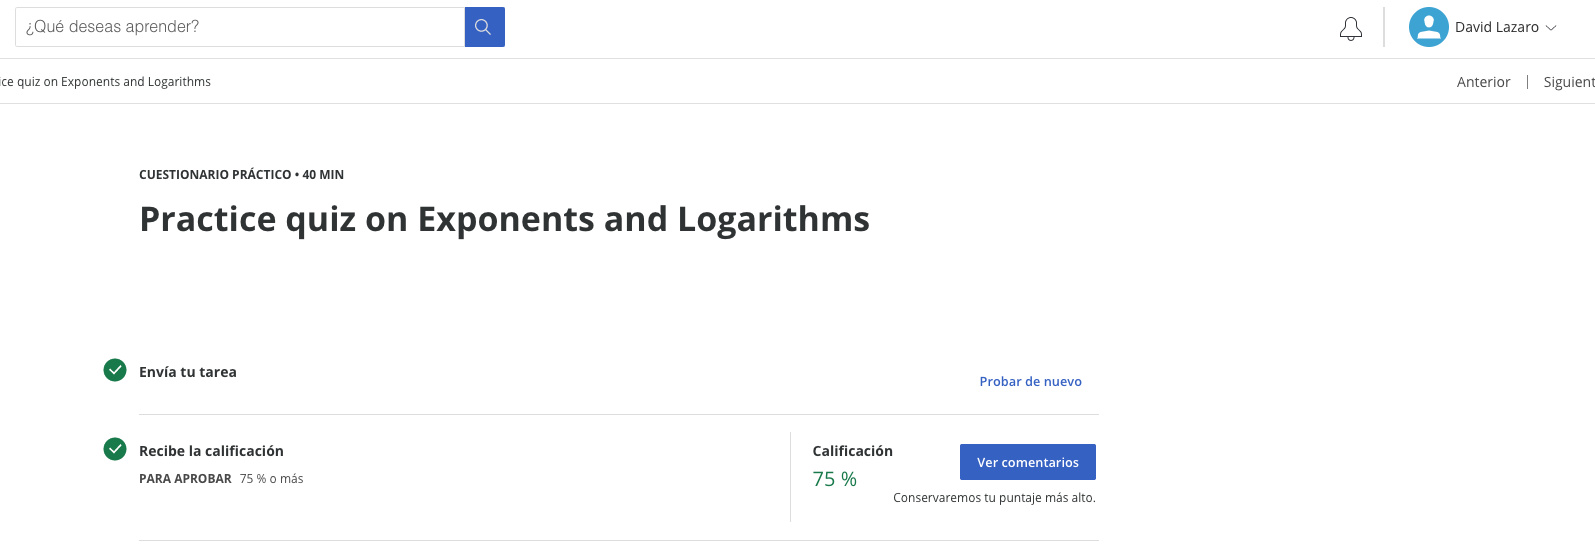 ¿Qué deseas aprender?
David Lazaro
ice quiz on Exponents and Logarithms
Anterior | Siguient
CUESTIONARIO PRÁCTICO • 40 MIN
Practice quiz on Exponents and Logarithms
Envía tu tarea
Probar de nuevo
Recibe la calificación
PARA APROBAR 75 % o más
Calificación
75 %
Ver comentarios
Conservaremos tu puntaje más alto.